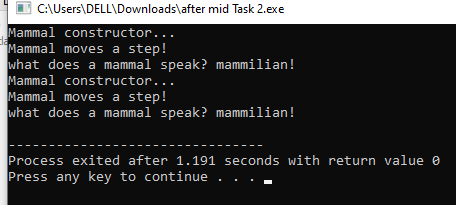 C:\Users\DELL\Downloads\after mid Task 2.exe
Mammal constructor...
Mammal moves a step!
what does a mammal speak? mammilian!
Mammal constructor...
Mammal moves a step!
what does a mammal speak? mammilian!
--------------------------------
Process exited after 1.191 seconds with return value 0
Press any key to continue . . .